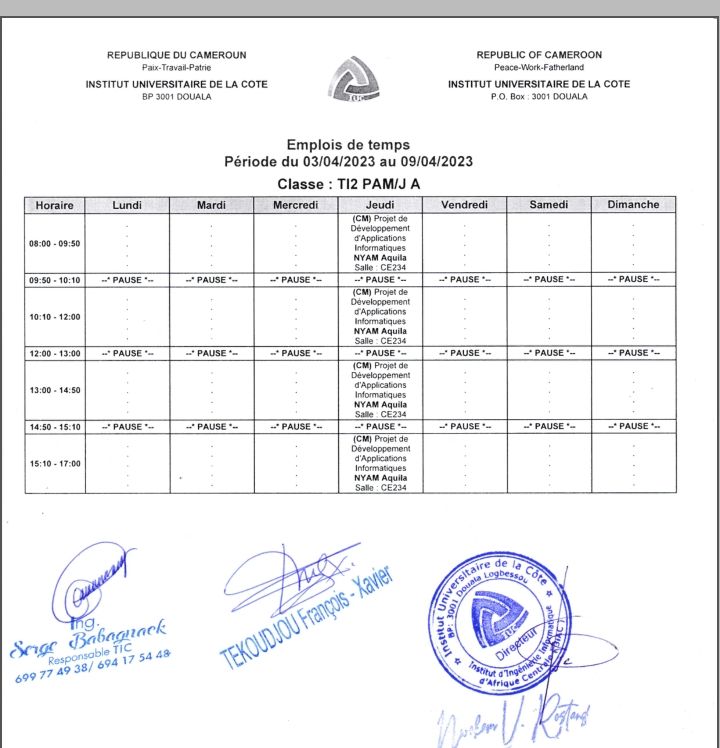 REPUBLIQUE DU CAMEROUN
Paix-Travail-Patrie
INSTITUT UNIVERSITAIRE DE LA COTE
BP 3001 DOUALA
IUC
REPUBLIC OF CAMEROON
Peace-Work-Fatherland
INSTITUT UNIVERSITAIRE DE LA COTE
P.O. Box : 3001 DOUALA
Emplois de temps
Période du 03/04/2023 au 09/04/2023
Classe : TI2 PAM/J A
Horaire Lundi Mardi Mercredi Jeudi Vendredi Samedi Dimanche
08:00 - 09:50
(CM) Projet de
Développement
d'Applications
Informatiques
NYAM Aquila
Salle : CE234
09:50 - 10:10 --* PAUSE *-- --* PAUSE *-- --* PAUSE *-- --* PAUSE *-- --* PAUSE *-- --* PAUSE *-- --* PAUSE *--
10:10 - 12:00
(CM) Projet de
Développement
d'Applications
Informatiques
NYAM Aquila
Salle : CE234
12:00 - 13:00 --* PAUSE *-- --* PAUSE *-- --* PAUSE *-- --* PAUSE *-- --* PAUSE *-- --* PAUSE *-- --* PAUSE *--
13:00 - 14:50
(CM) Projet de
Développement
d'Applications
Informatiques
NYAM Aquila
Salle : CE234
14:50 - 15:10 --* PAUSE *-- --* PAUSE *-- --* PAUSE *-- --* PAUSE *-- --* PAUSE *-- --* PAUSE *-- --* PAUSE *--
15:10 - 17:00
(CM) Projet de
Développement
d'Applications
Informatiques
NYAM Aquila
Salle : CE234
Ing.
Serge Babagnack
Responsable TIC
699 77 49 38/ 694 17 54 48
TEKOUDJOU François - Xavier
Institut Universitaire de la Côte
BP: 3001 Douala Logbessou
IUC
Directeur
Institut d'Ingénierie Informatique
d'Afrique Centrale
V. Rostand